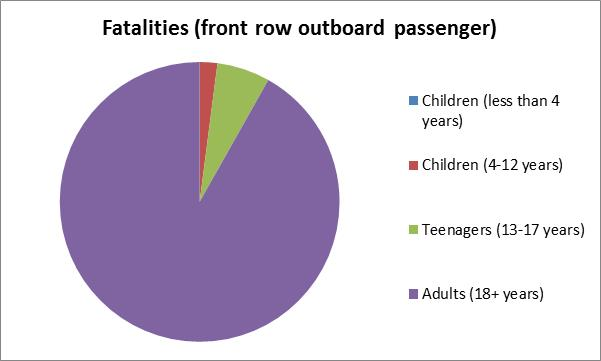 Fatalities (front row outboard passenger)
Children (less than 4
years)
Children (4-12 years)
Teenagers (13-17 years)
Adults (18+ years)